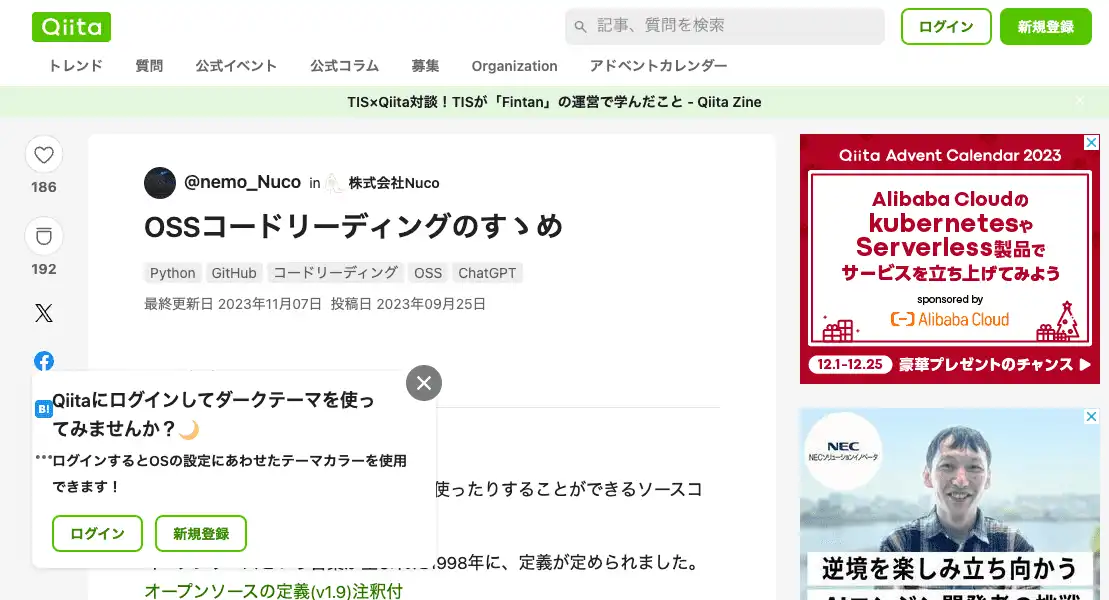 Qiita
記事、質問を検索
ログイン
新規登録
トレンド
質問
公式イベント
公式コラム
募集
Organization
アドベントカレンダー
TIS×Qiita対談！TISが「Fintan」の運営で学んだこと - Qiita Zine
186
192
@nemo_Nuco in 株式会社Nuco
OSSコードリーディングのすゝめ
Python GitHub コードリーディング OSS ChatGPT
最終更新日 2023年11月07日 投稿日 2023年09月25日
B!
Qiitaにログインしてダークテーマを使っ
てみませんか？🌙
ログインするとOSの設定にあわせたテーマカラーを使用
できます！
ログイン
新規登録
使ったりすることができるソースコ
1998年に、定義が定められました。
オープンソースの定義(v1.9)注釈付
Qiita Advent Calendar 2023
Alibaba Cloudの
kubernetesや
Serverless製品で
サービスを立ち上げてみよう
sponsored by
Alibaba Cloud
12.1-12.25 豪華プレゼントのチャンス
NEC
NECソリューションイノベータ
逆境を楽しみ立ち向かう